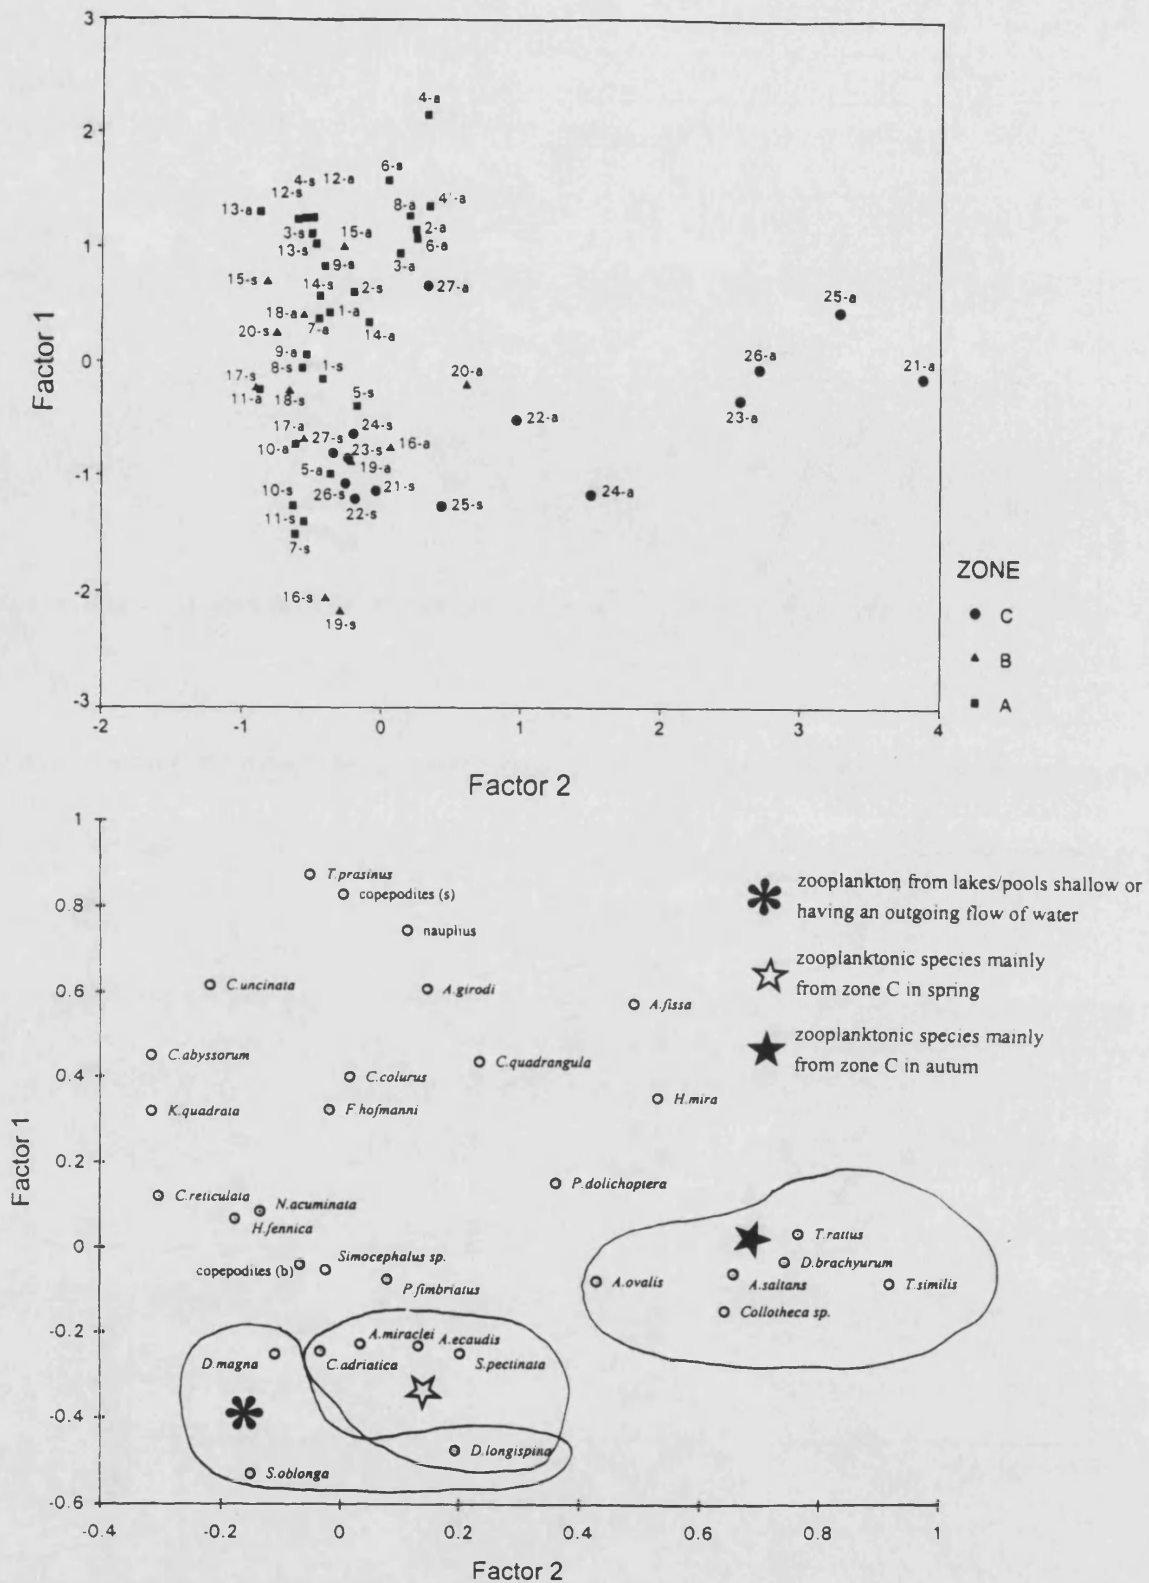 3
2
1
0
-1
-2
-3
-2
-1
0
1
2
3
4
Factor 1
Factor 2
4-a
6-s
4-s
12-a
12-s
13-a
8-a
4'-a
3-s
15-a
2-a
13-s
6-a
3-a
9-s
15-s
14-s
2-s
27-a
18-a
1-a
25-a
20-s
7-a
14-a
9-a
8-s
1-s
26-a
17-s
20-a
21-a
11-a
18-s
5-s
23-a
17-a
24-s
22-a
10-a
27-s
23-s
16-a
5-a
19-a
10-s
26-s
21-s
24-a
11-s
22-s
25-s
7-s
16-s
19-s
ZONE
C
B
A
1
0.8
0.6
0.4
0.2
0
-0.2
-0.4
-0.6
-0.4
-0.2
0
0.2
0.4
0.6
0.8
1
Factor 1
Factor 2
T.prasinus
copepodites (s)
nauplius
C.uncinata
A.girodi
A.fissa
C.abyssorum
C.quadrangula
C.colurus
H.mira
K.quadrata
F.hofmanni
P.dolichoptera
C.reticulata
N.acuminata
H.fennica
T.rattus
Simocephalus sp.
copepodites (b)
D.brachyurum
P.fimbriatus
A.ovalis
A.saltans
T.similis
Collotheca sp.
A.miraclei
A.ecaudis
D.magna
C.adriatica
S.pectinata
D.longispina
S.oblonga
zooplankton from lakes/pools shallow or
having an outgoing flow of water
zooplanktonic species mainly
from zone C in spring
zooplanktonic species mainly
from zone C in autum